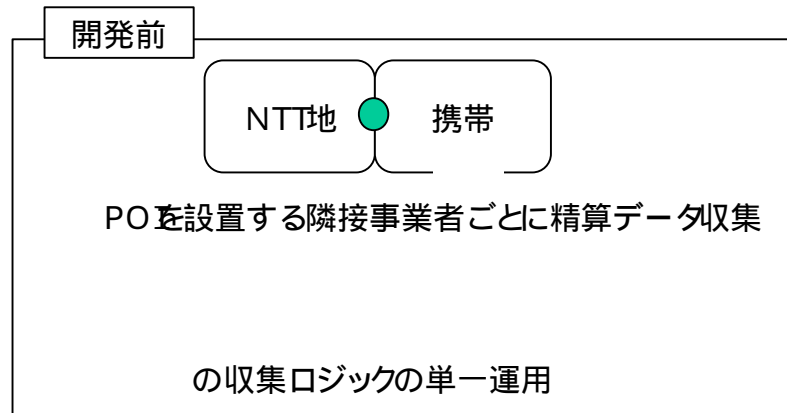 開発前
NTT地
携帯
POIを設置する隣接事業者ごとに精算データ収集
の収集ロジックの単一運用